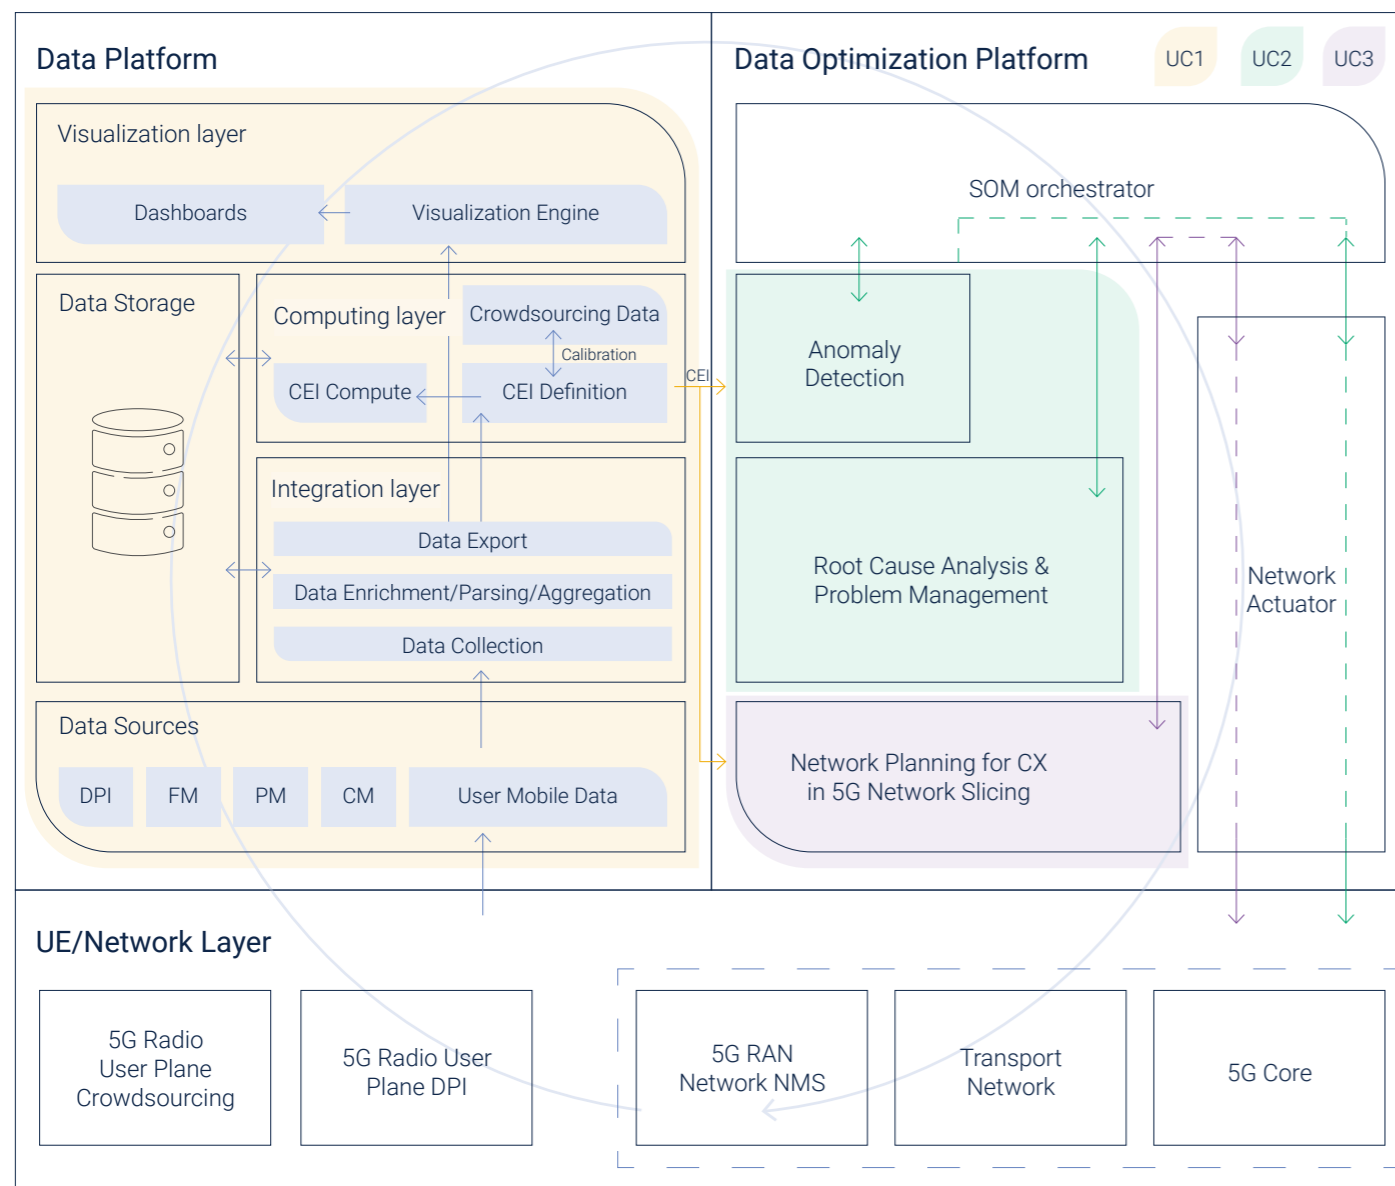 Data Platform
Data Optimization Platform
UC1
UC2
UC3
Visualization layer
Dashboards
Visualization Engine
SOM orchestrator
Data Storage
Computing layer
Crowdsourcing Data
Calibration
CEI Compute
CEI Definition
CEI
Anomaly
Detection
Integration layer
Data Export
Data Enrichment/Parsing/Aggregation
Data Collection
Root Cause Analysis &
Problem Management
Network
Actuator
Data Sources
DPI
FM
PM
CM
User Mobile Data
Network Planning for CX
in 5G Network Slicing
UE/Network Layer
5G Radio
User Plane
Crowdsourcing
5G Radio User
Plane DPI
5G RAN
Network NMS
Transport
Network
5G Core